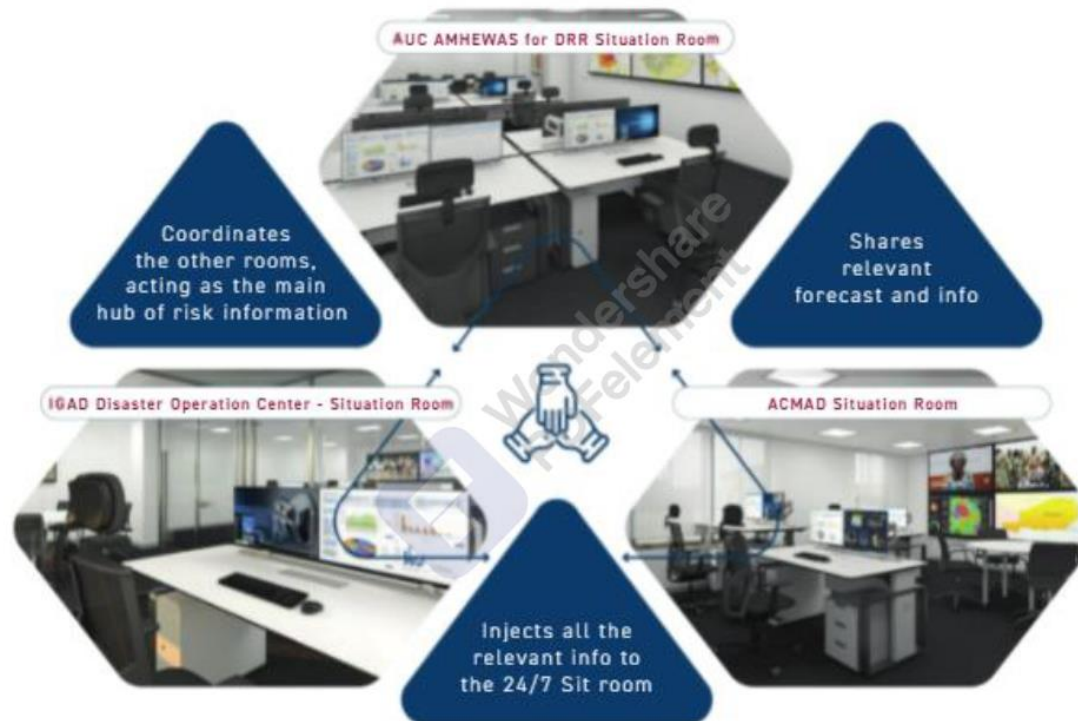 AUC AMHEWAS for DRR Situation Room
Coordinates
the other rooms,
acting as the main
hub of risk information
Shares
relevant
forecast and info
IGAD Disaster Operation Center - Situation Room
ACMAD Situation Room
Injects all the
relevant info to
the 24/7 Sit room
Wondershare
PDFelement